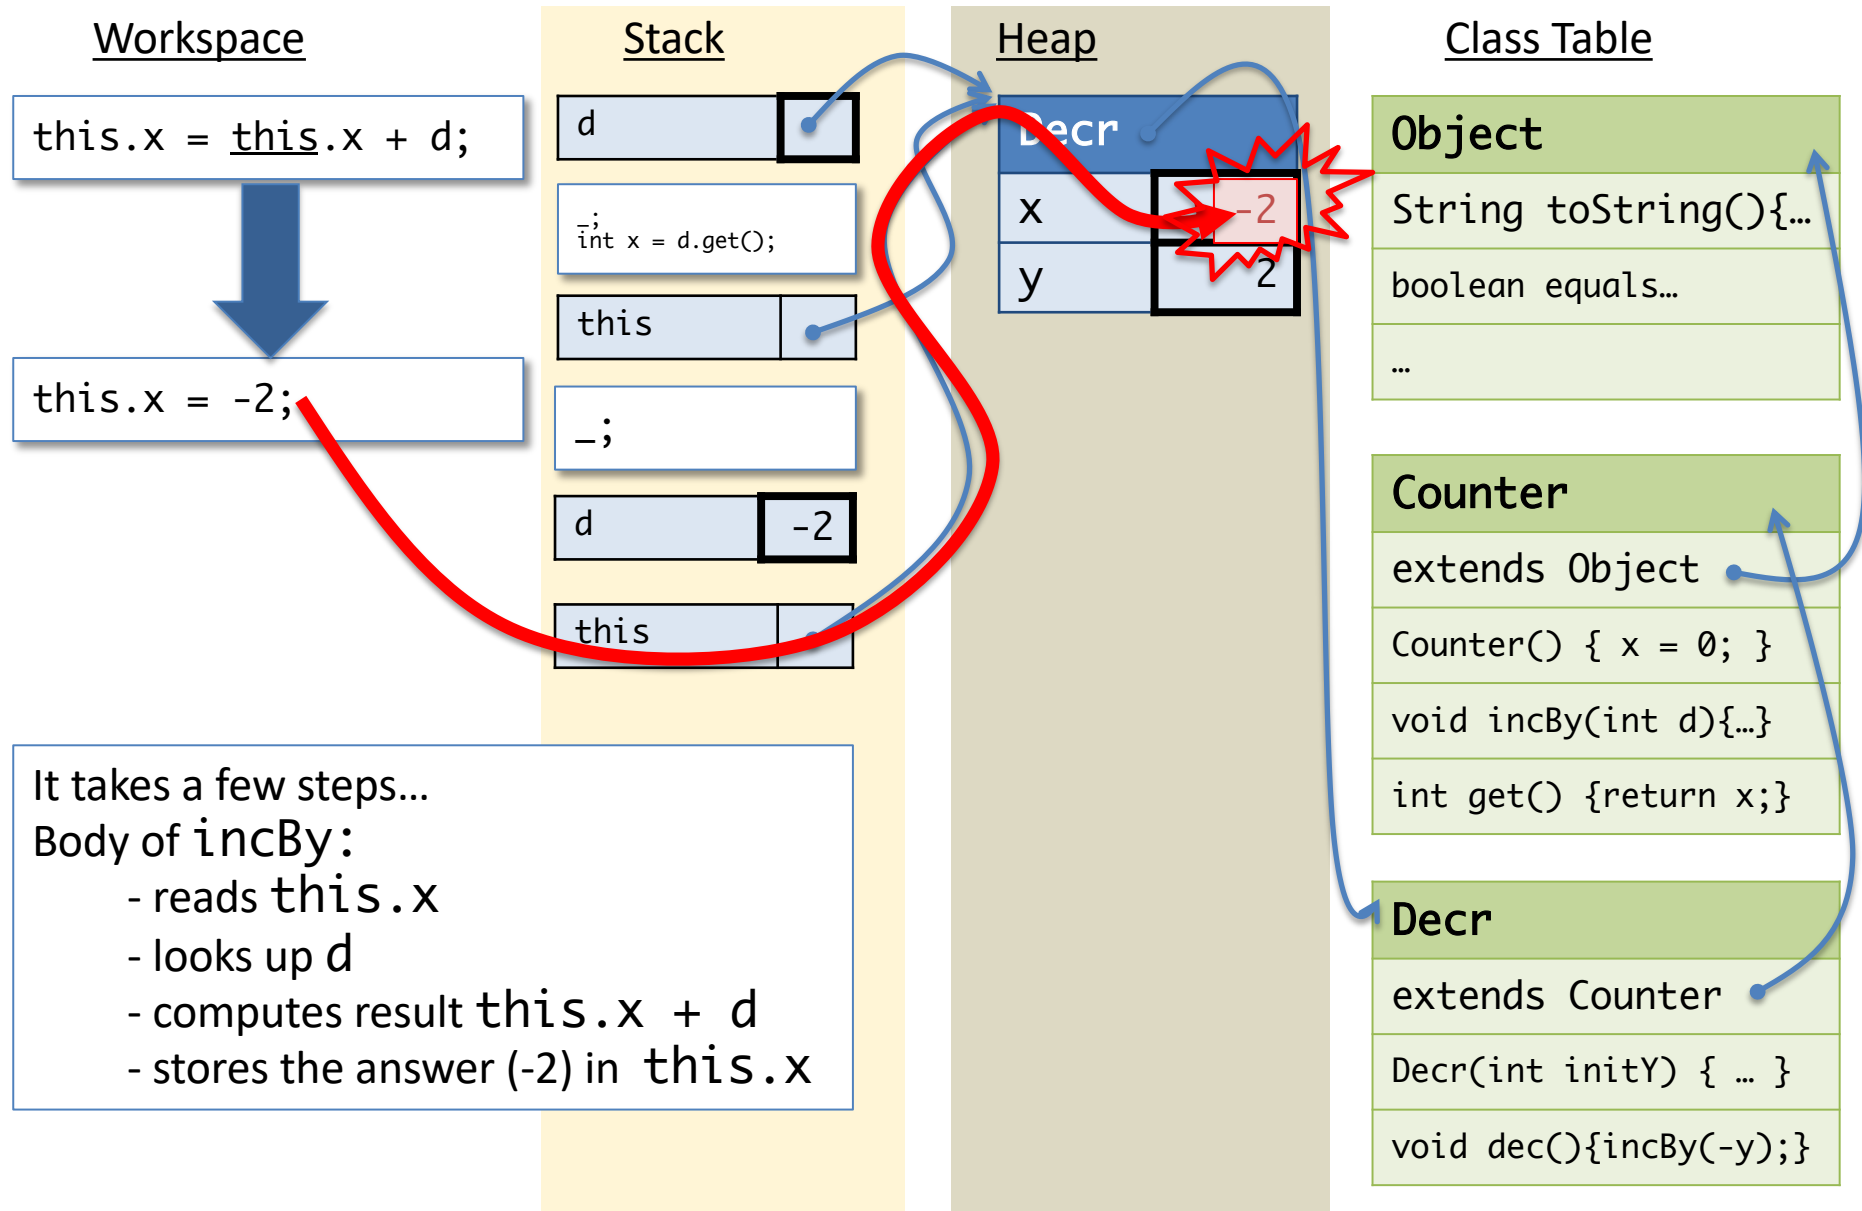 Workspace
this.x = this.x + d;
this.x = -2;
It takes a few steps…
Body of incBy:
- reads this.x
- looks up d
- computes result this.x + d
- stores the answer (-2) in this.x
Stack
d
_;
int x = d.get();
this
_;
d -2
this
Heap
Decr
x -2
y 2
Class Table
Object
String toString(){…
boolean equals…
…
Counter
extends Object
Counter() { x = 0; }
void incBy(int d){…}
int get() {return x;}
Decr
extends Counter
Decr(int initY) { … }
void dec(){incBy(-y);}